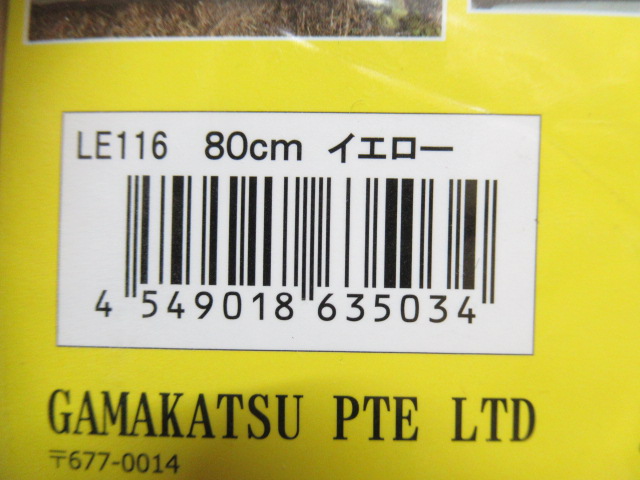 LE116 80cm イエロー
4 549018 635034
GAMAKATSU PTE LTD
〒677-0014